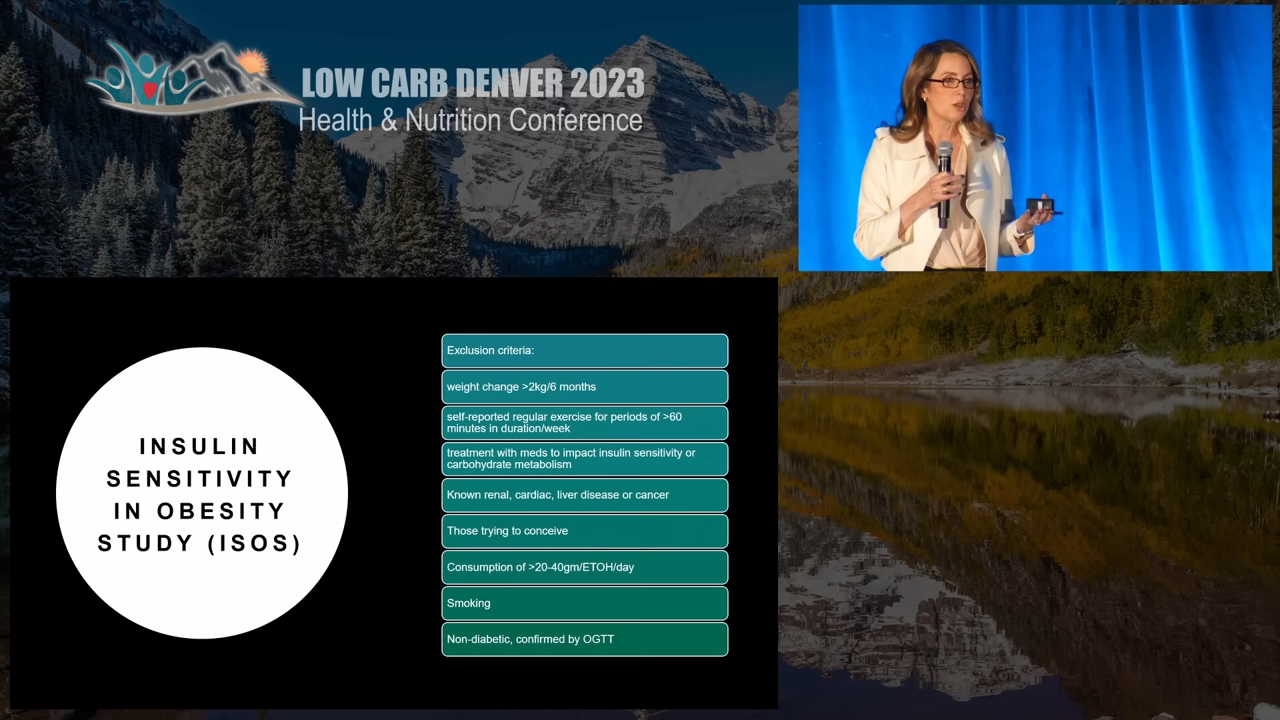 LOW CARB DENVER 2023
Health & Nutrition Conference
INSULIN
SENSITIVITY
IN OBESITY
STUDY (ISOS)
Exclusion criteria:
weight change >2kg/6 months
self-reported regular exercise for periods of >60
minutes in duration/week
treatment with meds to impact insulin sensitivity or
carbohydrate metabolism
Known renal, cardiac, liver disease or cancer
Those trying to conceive
Consumption of >20-40gm/ETOH/day
Smoking
Non-diabetic, confirmed by OGTT